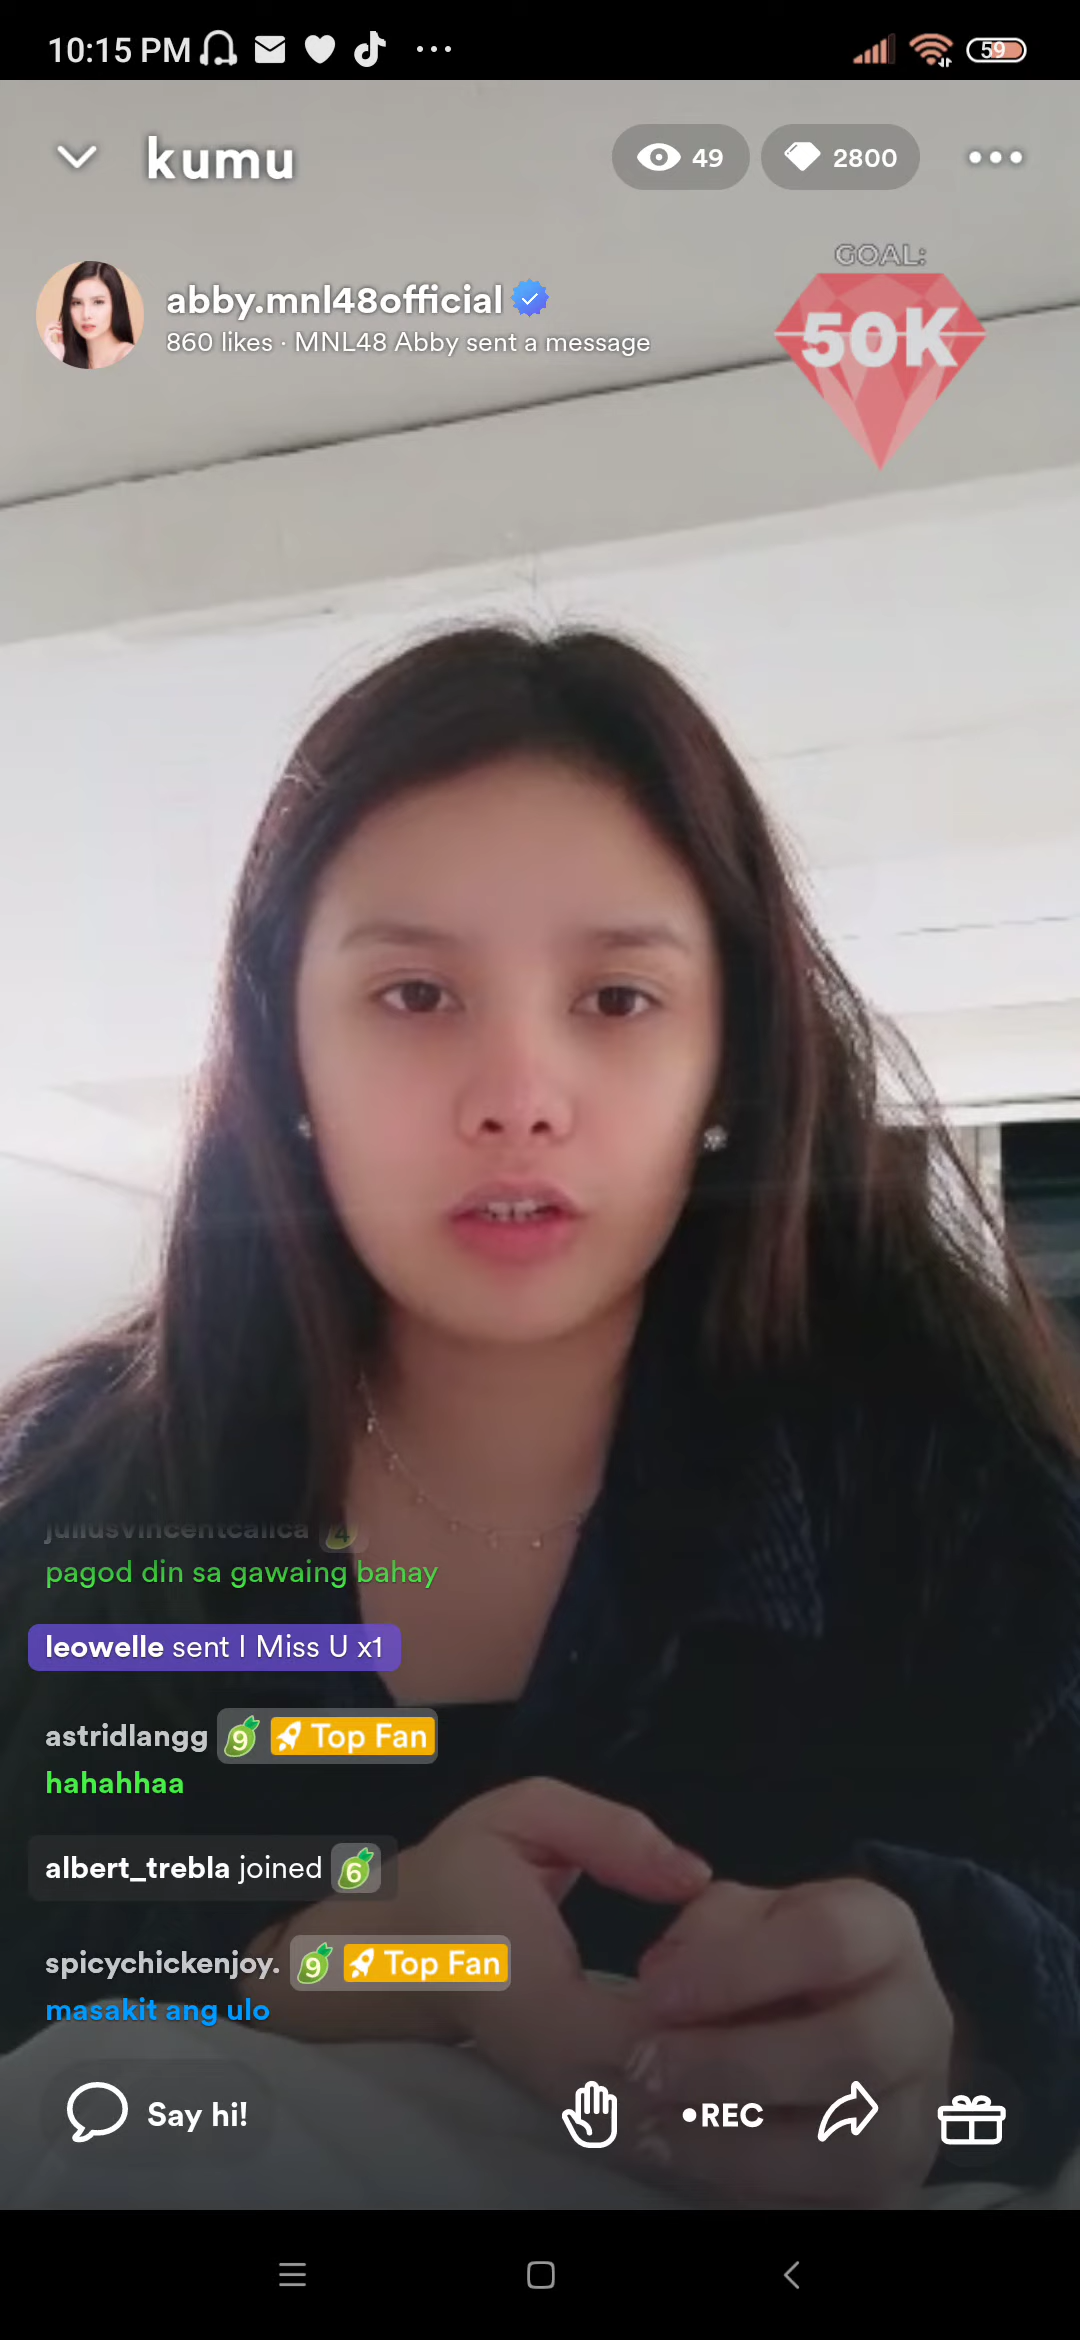 10:15 PM
59
kumu
49
2800
GOAL:
50K
abby.mnl48official
860 likes · MNL48 Abby sent a message
juliusvincentcalica 4
pagod din sa gawaing bahay
leowelle sent I Miss U x1
astridlangg 9 Top Fan
hahahhaa
albert_trebla joined 6
spicychickenjoy. 9 Top Fan
masakit ang ulo
Say hi!
•REC